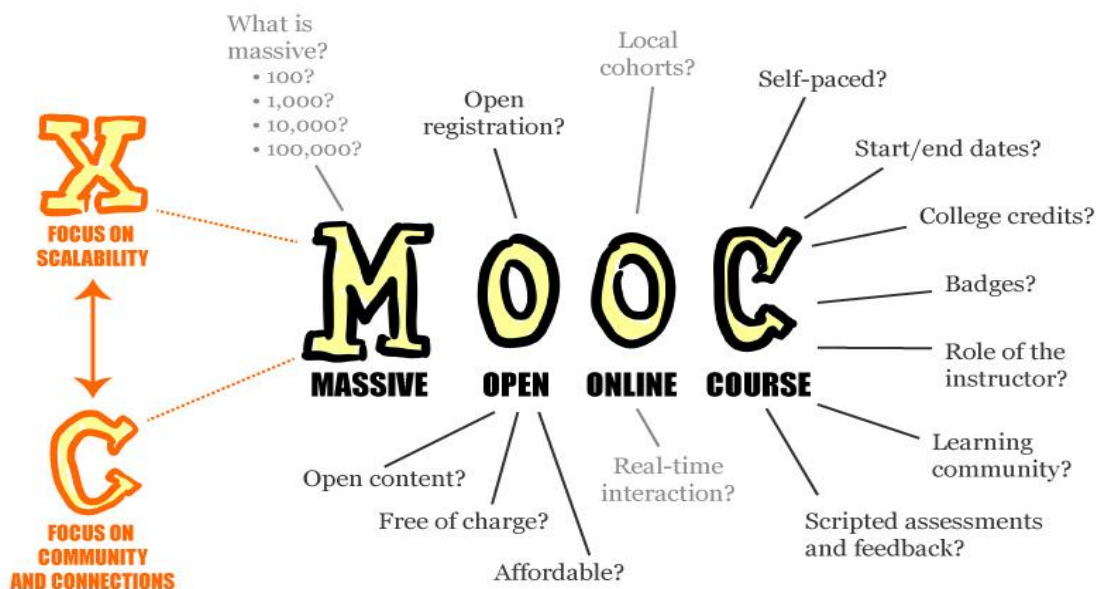 What is
massive?
• 100?
• 1,000?
• 10,000?
• 100,000?
Open
registration?
Local
cohorts?
Self-paced?
Start/end dates?
College credits?
Badges?
Role of the
instructor?
Learning
community?
Scripted assessments
and feedback?
X
FOCUS ON
SCALABILITY
C
FOCUS ON
COMMUNITY
AND CONNECTIONS
MOOC
MASSIVE OPEN ONLINE COURSE
Open content?
Free of charge?
Affordable?
Real-time
interaction?